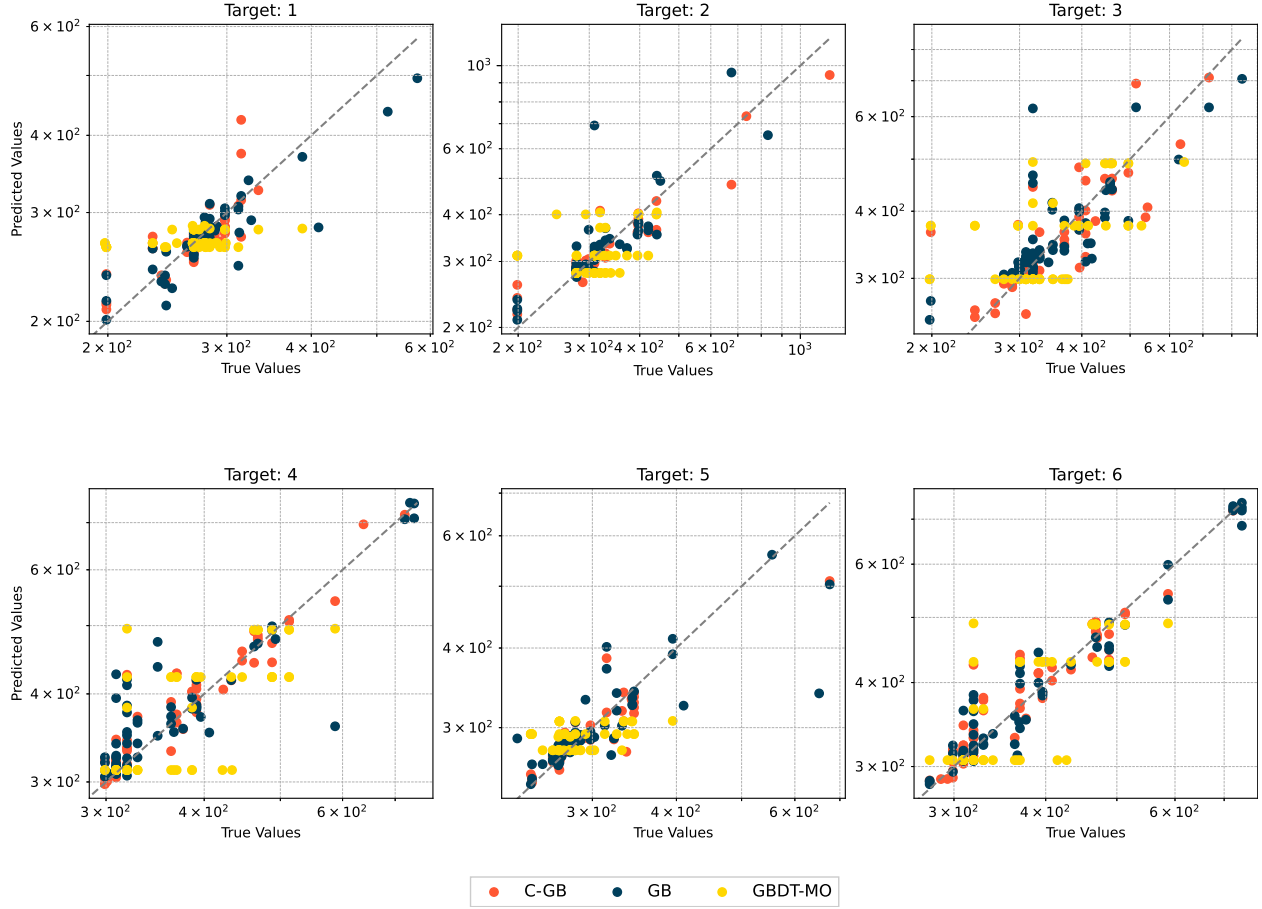 Target: 1
Target: 2
Target: 3
6 × 10²
4 × 10²
3 × 10²
2 × 10²
Predicted Values
2 × 10² 3 × 10² 4 × 10² 6 × 10²
True Values
10³
6 × 10²
4 × 10²
3 × 10²
2 × 10²
2 × 10² 3 × 10² 4 × 10² 6 × 10² 10³
True Values
6 × 10²
4 × 10²
3 × 10²
2 × 10² 3 × 10² 4 × 10² 6 × 10²
True Values
Target: 4
Target: 5
Target: 6
6 × 10²
4 × 10²
3 × 10²
Predicted Values
3 × 10² 4 × 10² 6 × 10²
True Values
6 × 10²
4 × 10²
3 × 10²
3 × 10² 4 × 10² 6 × 10²
True Values
6 × 10²
4 × 10²
3 × 10²
3 × 10² 4 × 10² 6 × 10²
True Values
C-GB GB GBDT-MO